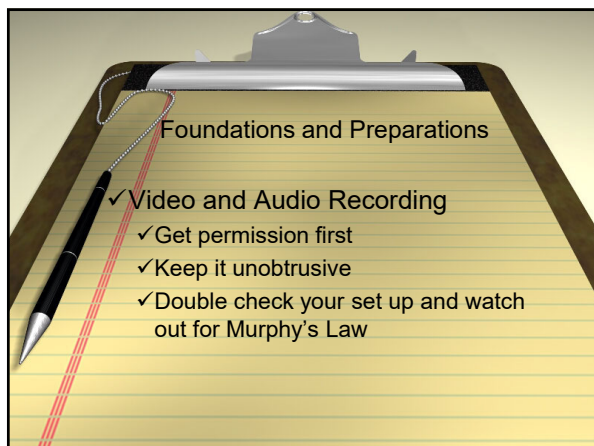 Foundations and Preparations
✓Video and Audio Recording
✓Get permission first
✓Keep it unobtrusive
✓Double check your set up and watch
out for Murphy’s Law